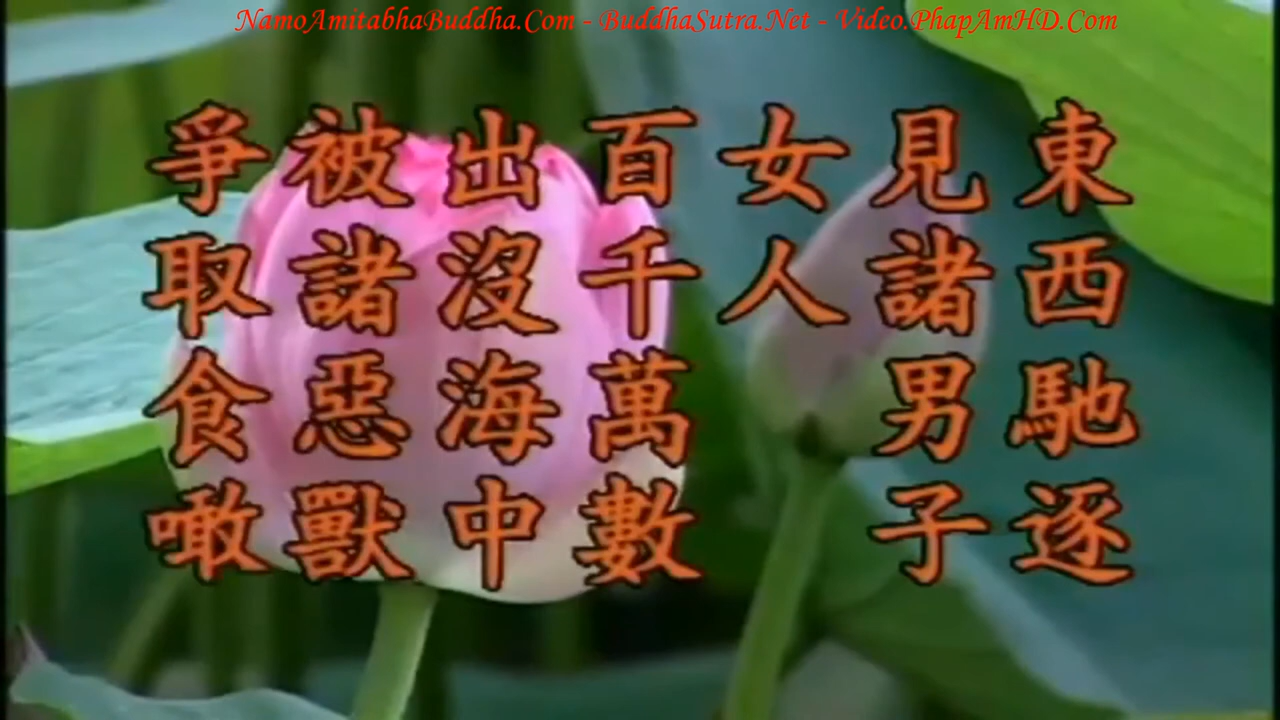 NamoAmitabhaBuddha.Com - BuddhaSutra.Net - Video.PhapAmHD.Com
東西馳逐
見諸男子
女人
百千萬數
出沒海中
被諸惡獸
爭取食噉